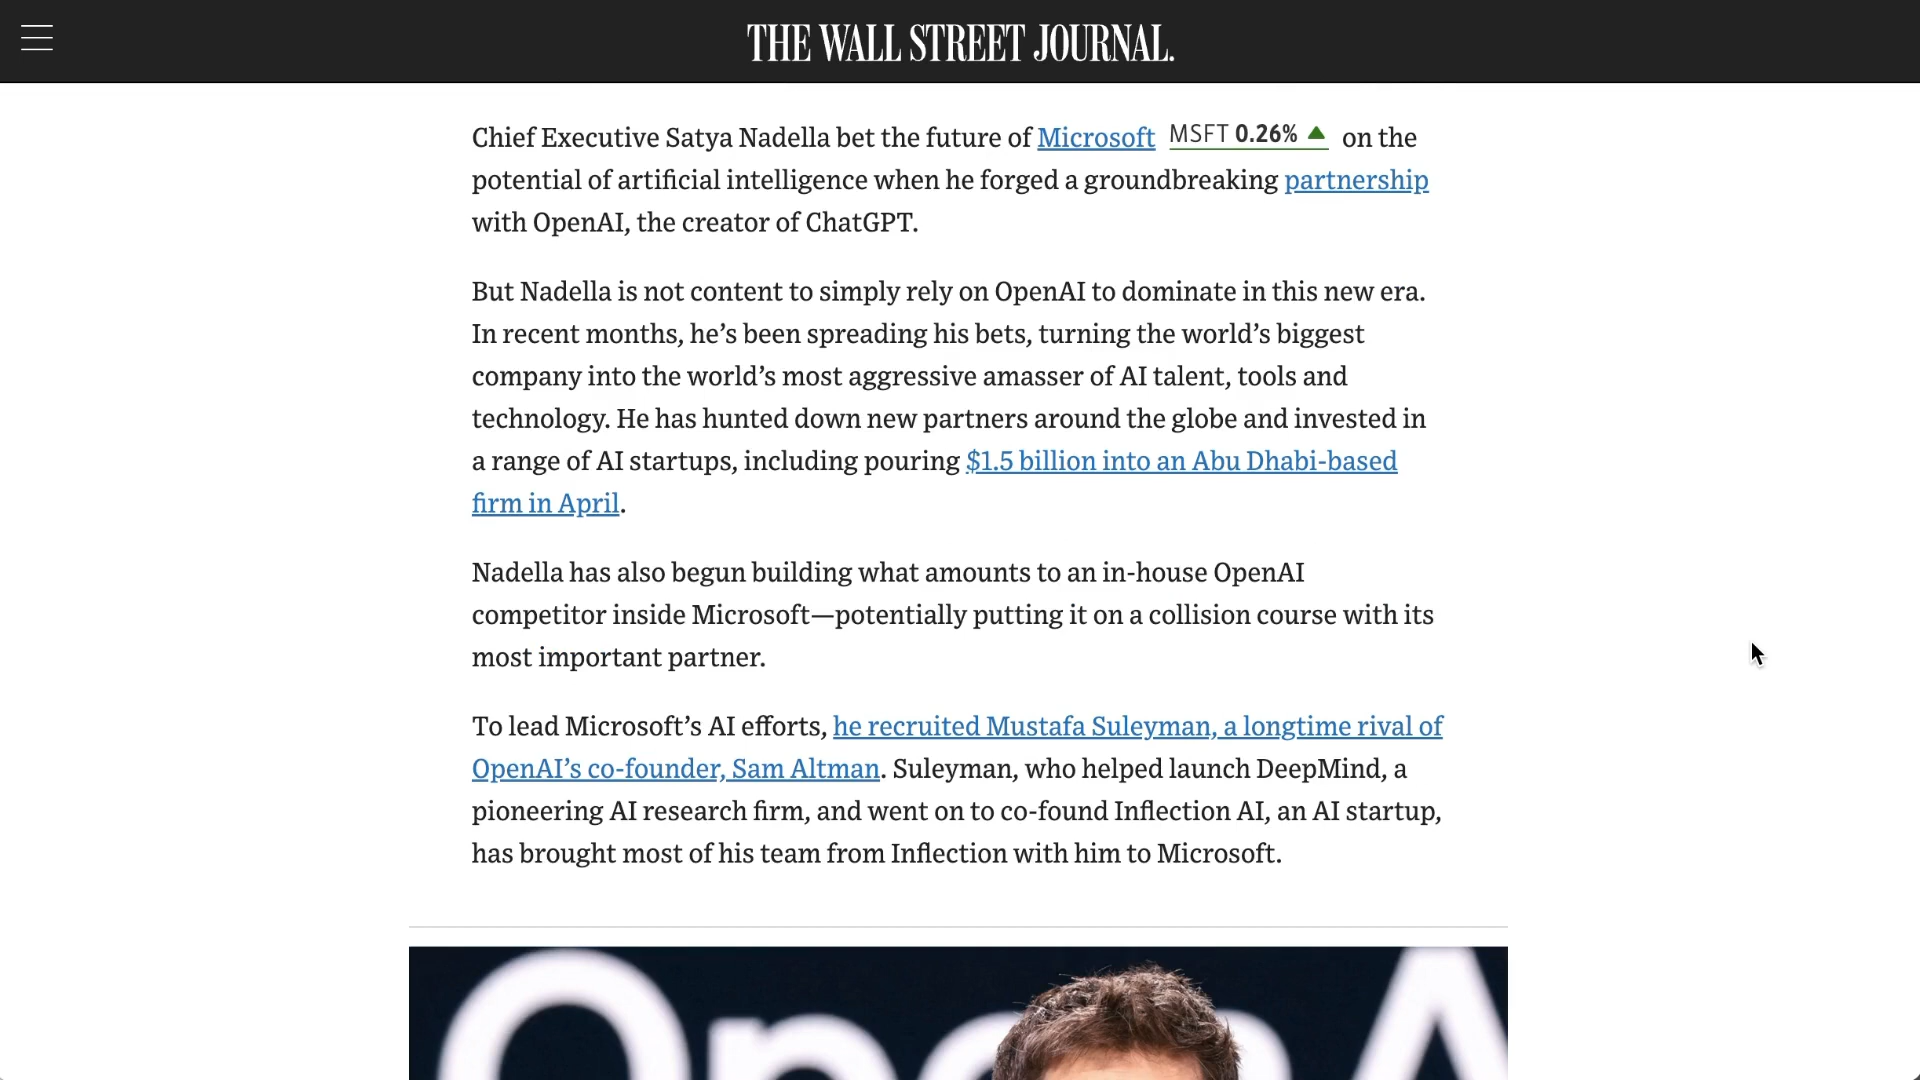 THE WALL STREET JOURNAL.
Chief Executive Satya Nadella bet the future of Microsoft MSFT 0.26% ▲ on the
potential of artificial intelligence when he forged a groundbreaking partnership
with OpenAI, the creator of ChatGPT.
But Nadella is not content to simply rely on OpenAI to dominate in this new era.
In recent months, he’s been spreading his bets, turning the world’s biggest
company into the world’s most aggressive amasser of AI talent, tools and
technology. He has hunted down new partners around the globe and invested in
a range of AI startups, including pouring $1.5 billion into an Abu Dhabi-based
firm in April.
Nadella has also begun building what amounts to an in-house OpenAI
competitor inside Microsoft—potentially putting it on a collision course with its
most important partner.
To lead Microsoft’s AI efforts, he recruited Mustafa Suleyman, a longtime rival of
OpenAI’s co-founder, Sam Altman. Suleyman, who helped launch DeepMind, a
pioneering AI research firm, and went on to co-found Inflection AI, an AI startup,
has brought most of his team from Inflection with him to Microsoft.
Open A